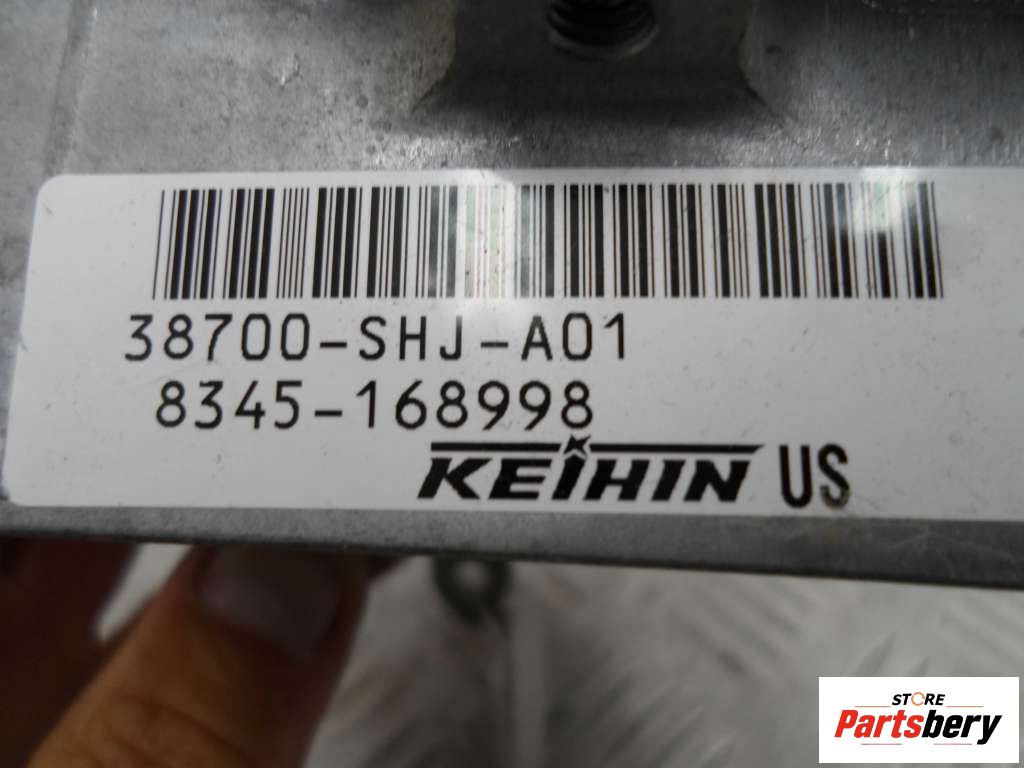 38700-SHJ-A01
8345-168998
KEIHIN US
STORE
Partsbery